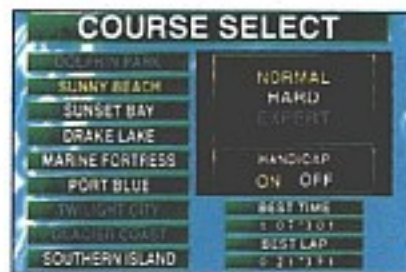 COURSE SELECT
DOLPHIN PARK
SUNNY BEACH
SUNSET BAY
DRAKE LAKE
MARINE FORTRESS
PORT BLUE
TWILIGHT CITY
GLACIER COAST
SOUTHERN ISLAND
NORMAL
HARD
EXPERT
HANDICAP
ON OFF
BEST TIME
BEST LAP